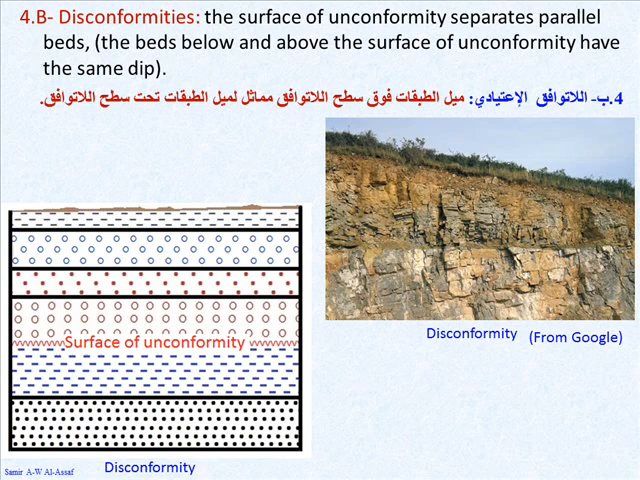 4.B- Disconformities: the surface of unconformity separates parallel
beds, (the beds below and above the surface of unconformity have
the same dip).
4.ب- اللاتوافق الإعتيادي: ميل الطبقات فوق سطح اللاتوافق مماثل لميل الطبقات تحت سطح اللاتوافق.
Surface of unconformity
Disconformity (From Google)
Samir A-W Al-Assaf
Disconformity